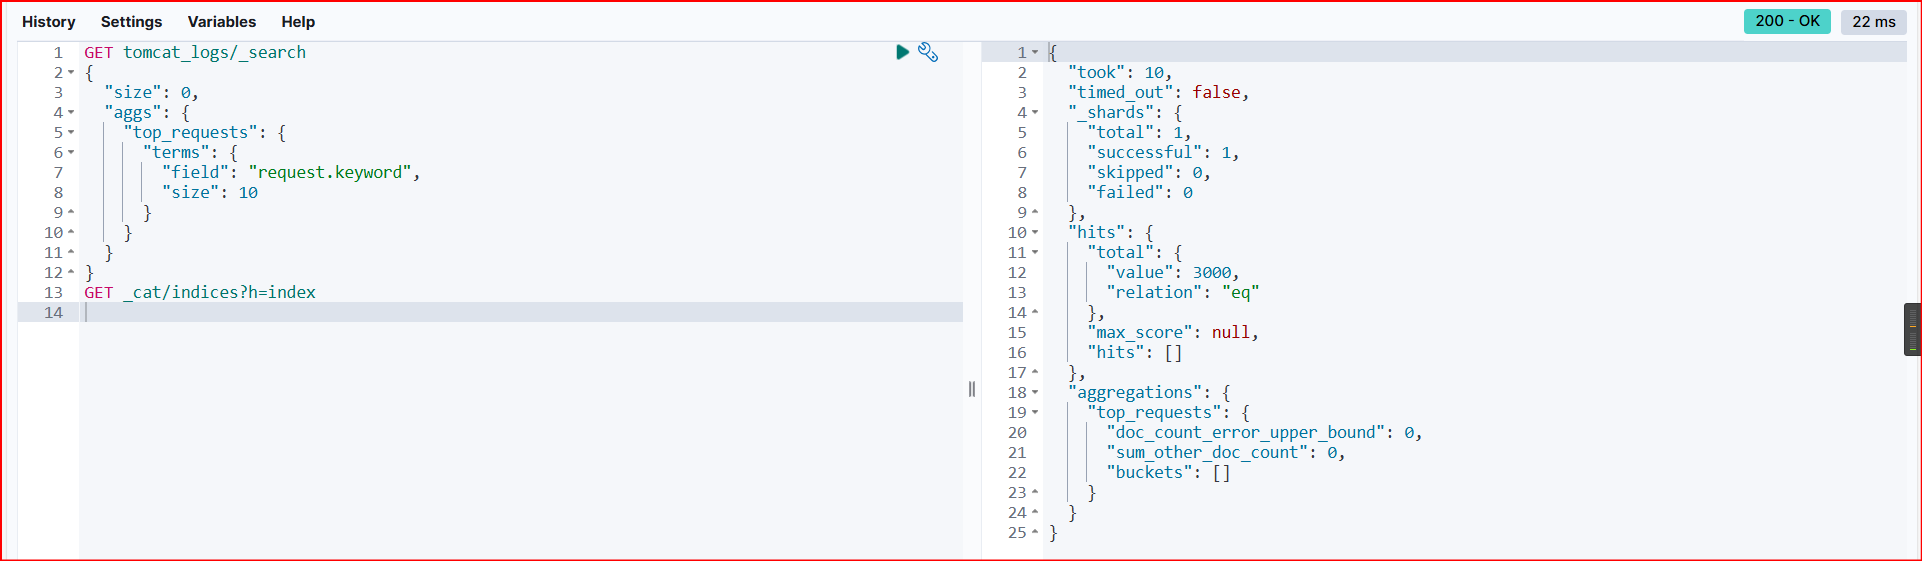 History Settings Variables Help 200 - OK 22 ms
1 GET tomcat_logs/_search
2 {
3 "size": 0,
4 "aggs": {
5 "top_requests": {
6 "terms": {
7 "field": "request.keyword",
8 "size": 10
9 }
10 }
11 }
12 }
13 GET _cat/indices?h=index
14
1 {
2 "took": 10,
3 "timed_out": false,
4 "_shards": {
5 "total": 1,
6 "successful": 1,
7 "skipped": 0,
8 "failed": 0
9 },
10 "hits": {
11 "total": {
12 "value": 3000,
13 "relation": "eq"
14 },
15 "max_score": null,
16 "hits": []
17 },
18 "aggregations": {
19 "top_requests": {
20 "doc_count_error_upper_bound": 0,
21 "sum_other_doc_count": 0,
22 "buckets": []
23 }
24 }
25 }